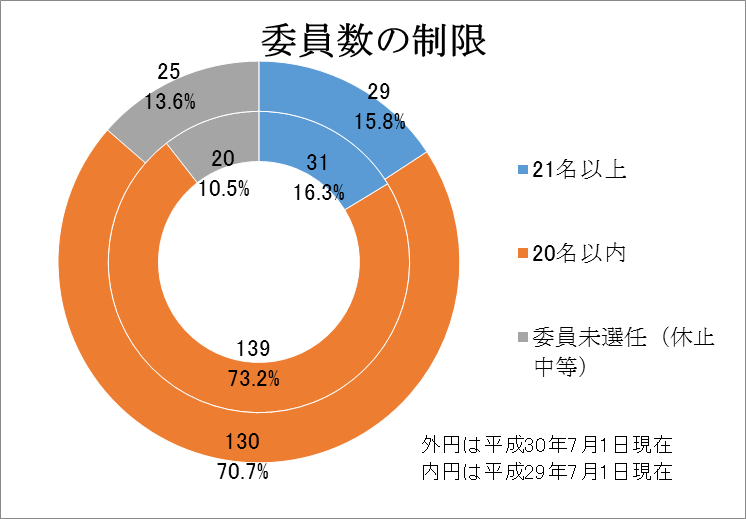 委員数の制限
25
13.6%
29
15.8%
20
10.5%
31
16.3%
139
73.2%
130
70.7%
21名以上
20名以内
委員未選任（休止
中等）
外円は平成30年7月1日現在
内円は平成29年7月1日現在